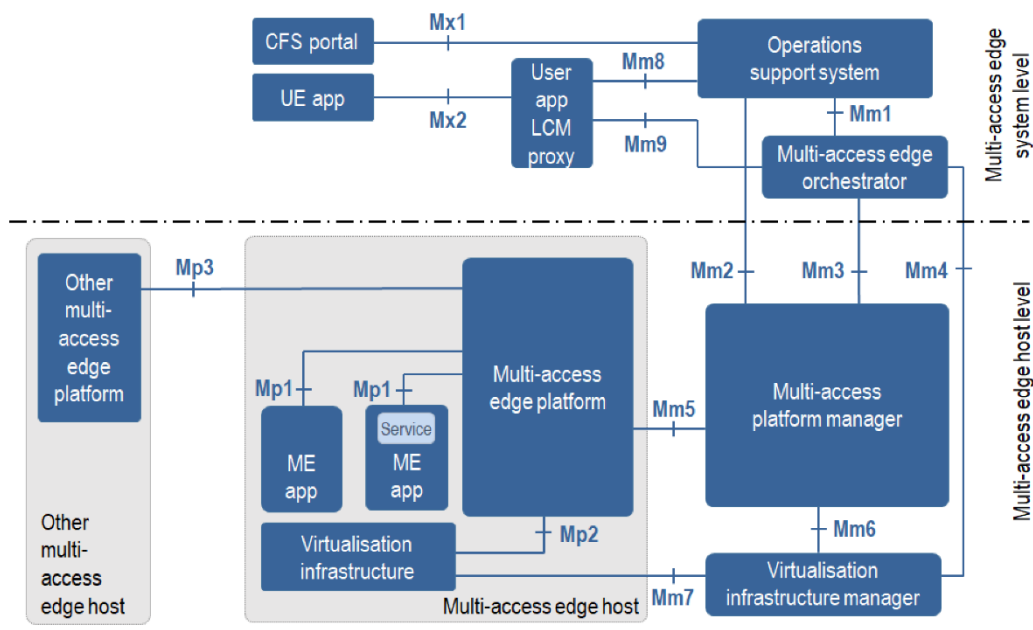 Mx1
CFS portal
Operations
support system
Mm8
User
app
LCM
proxy
UE app
Mx2
Mm9
Mm1
Multi-access edge
orchestrator
Multi-access edge
system level
Mp3
Mm2
Mm3
Mm4
Other
multi-
access
edge
platform
Mp1
Mp1
Multi-access
edge platform
Mm5
Multi-access
platform manager
Service
ME
app
ME
app
Multi-access edge host level
Other
multi-
access
edge host
Virtualisation
infrastructure
Mp2
Mm6
Mm7
Virtualisation
infrastructure manager
Multi-access edge host